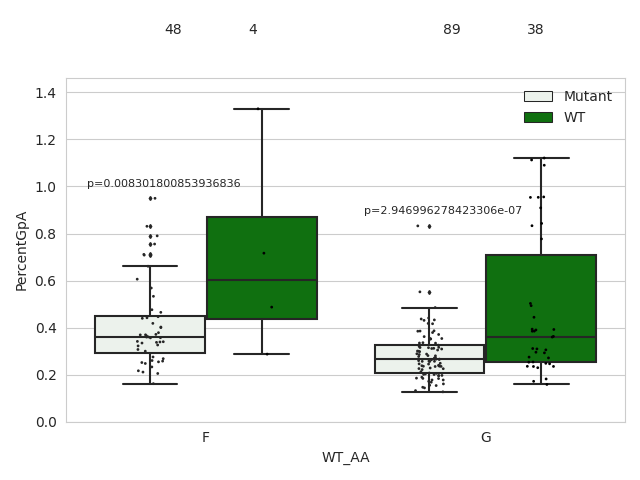 48 4 89 38
1.4
Mutant
WT
1.2
1.0
p=0.008301800853936836
p=2.946996278423306e-07
0.8
PercentGpA
0.6
0.4
0.2
0.0
F G
WT_AA